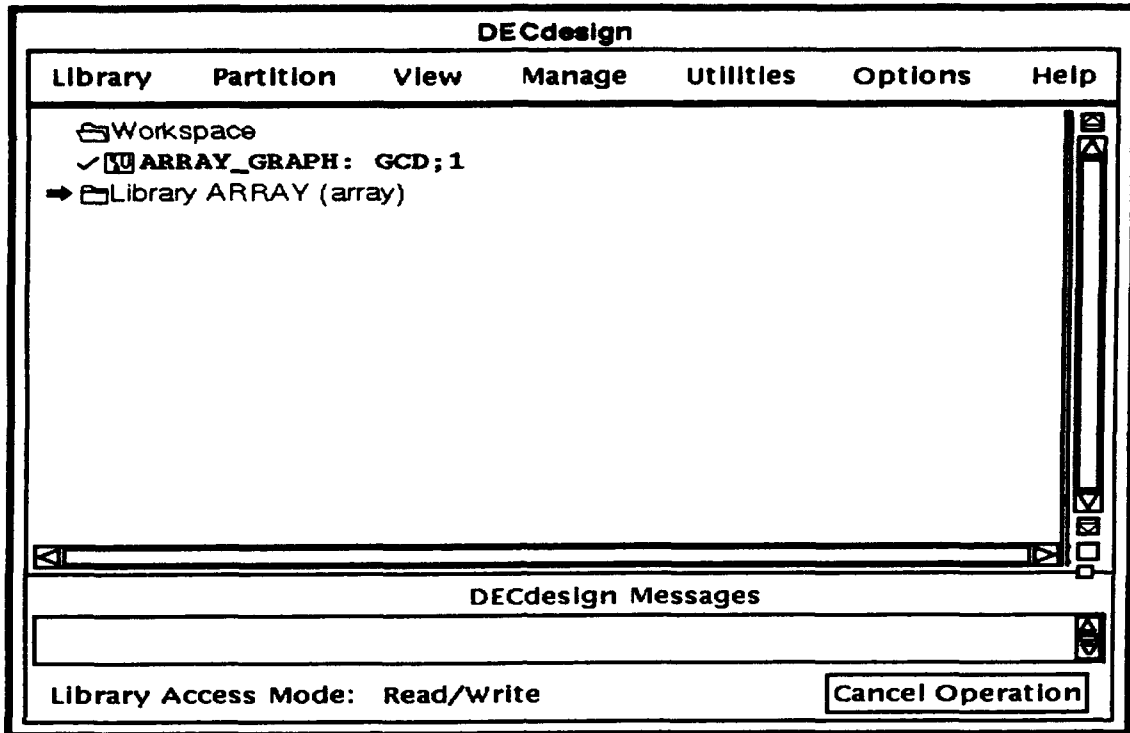 DECdesign
Library Partition View Manage Utilities Options Help
Workspace
ARRAY_GRAPH: GCD;1
Library ARRAY (array)
DECdesign Messages
Library Access Mode: Read/Write Cancel Operation